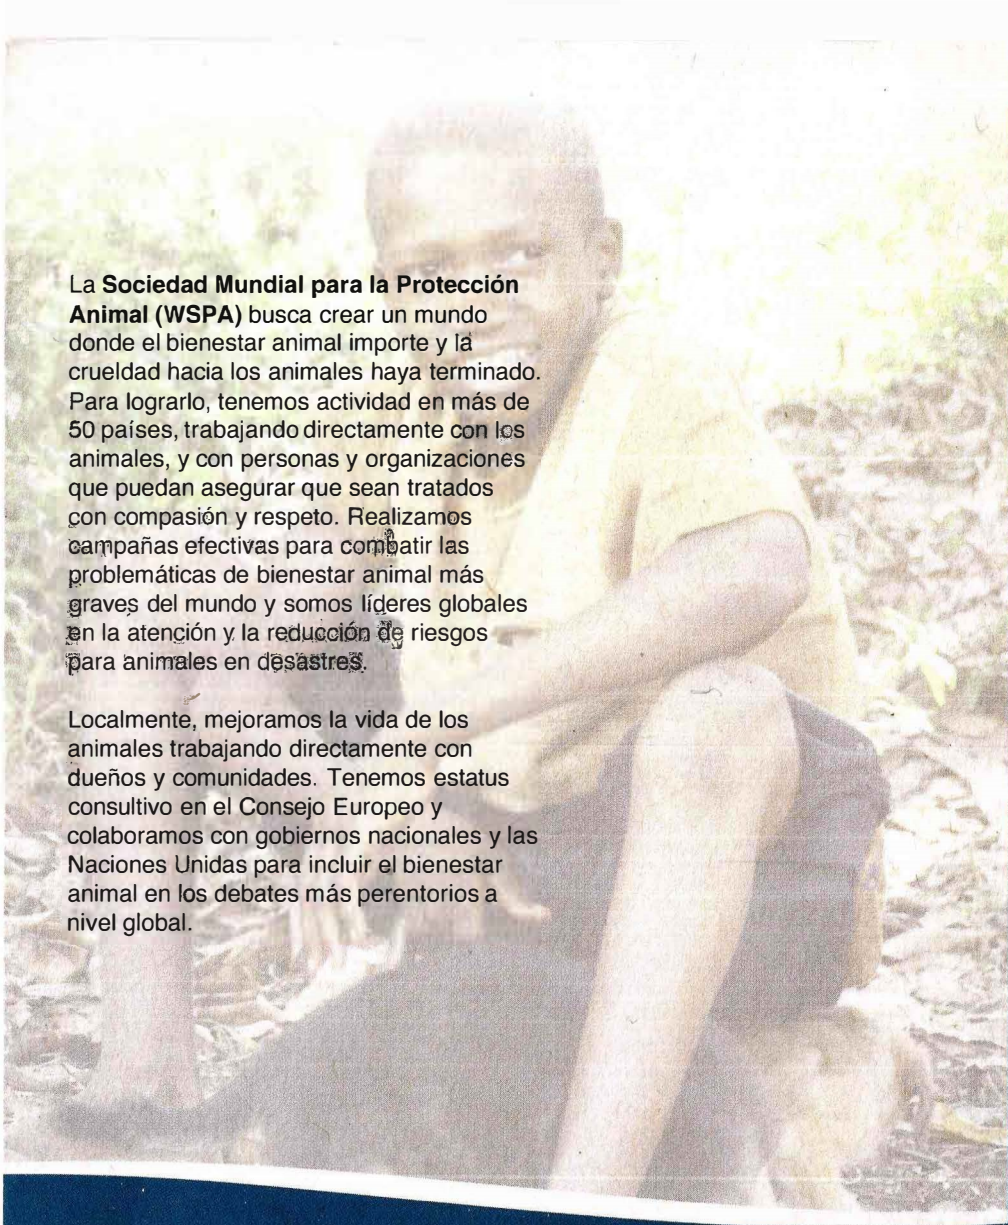 La Sociedad Mundial para la Protección
Animal (WSPA) busca crear un mundo
donde el bienestar animal importe y la
crueldad hacia los animales haya terminado.
Para lograrlo, tenemos actividad en más de
50 países, trabajando directamente con los
animales, y con personas y organizaciones
que puedan asegurar que sean tratados
con compasión y respeto. Realizamos
campañas efectivas para combatir las
problemáticas de bienestar animal más
graves del mundo y somos líderes globales
en la atención y la reducción de riesgos
para animales en desastres.
Localmente, mejoramos la vida de los
animales trabajando directamente con
dueños y comunidades. Tenemos estatus
consultivo en el Consejo Europeo y
colaboramos con gobiernos nacionales y las
Naciones Unidas para incluir el bienestar
animal en los debates más perentorios a
nivel global.